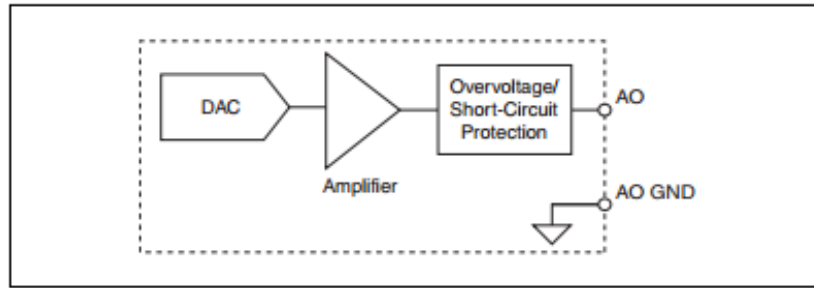 DAC
Amplifier
Overvoltage/
Short-Circuit
Protection
AO
AO GND